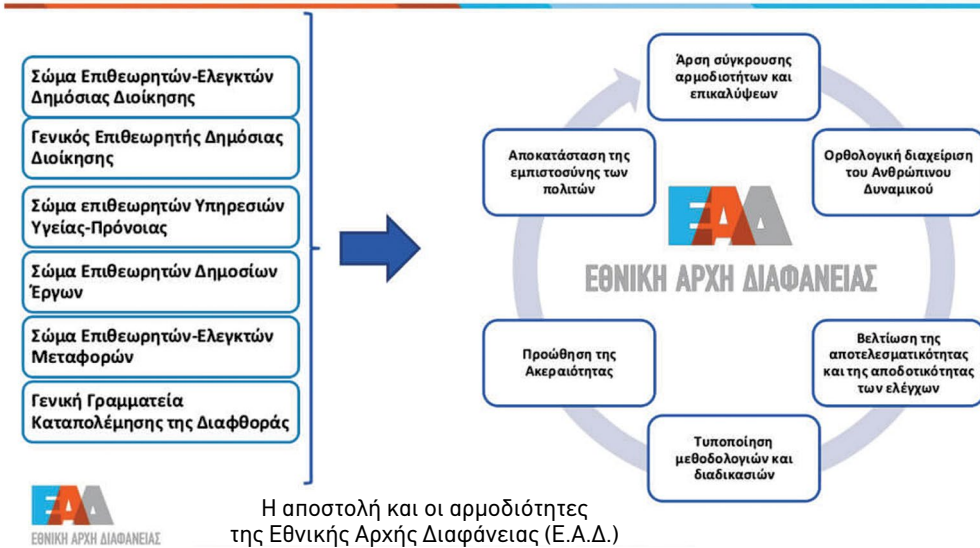 Σώμα Επιθεωρητών-Ελεγκτών
Δημόσιας Διοίκησης
Γενικός Επιθεωρητής Δημόσιας
Διοίκησης
Σώμα επιθεωρητών Υπηρεσιών
Υγείας-Πρόνοιας
Σώμα Επιθεωρητών Δημοσίων
Έργων
Σώμα Επιθεωρητών-Ελεγκτών
Μεταφορών
Γενική Γραμματεία
Καταπολέμησης της Διαφθοράς
Άρση σύγκρουσης
αρμοδιοτήτων και
επικαλύψεων
Ορθολογική διαχείριση
του Ανθρώπινου
Δυναμικού
Βελτίωση της
αποτελεσματικότητας
και της αποδοτικότητας
των ελέγχων
Τυποποίηση
μεθοδολογιών και
διαδικασιών
Προώθηση της
Ακεραιότητας
Αποκατάσταση της
εμπιστοσύνης των
πολιτών
ΕΑΔ
ΕΘΝΙΚΗ ΑΡΧΗ ΔΙΑΦΑΝΕΙΑΣ
ΕΑΔ
ΕΘΝΙΚΗ ΑΡΧΗ ΔΙΑΦΑΝΕΙΑΣ
Η αποστολή και οι αρμοδιότητες
της Εθνικής Αρχής Διαφάνειας (Ε.Α.Δ.)